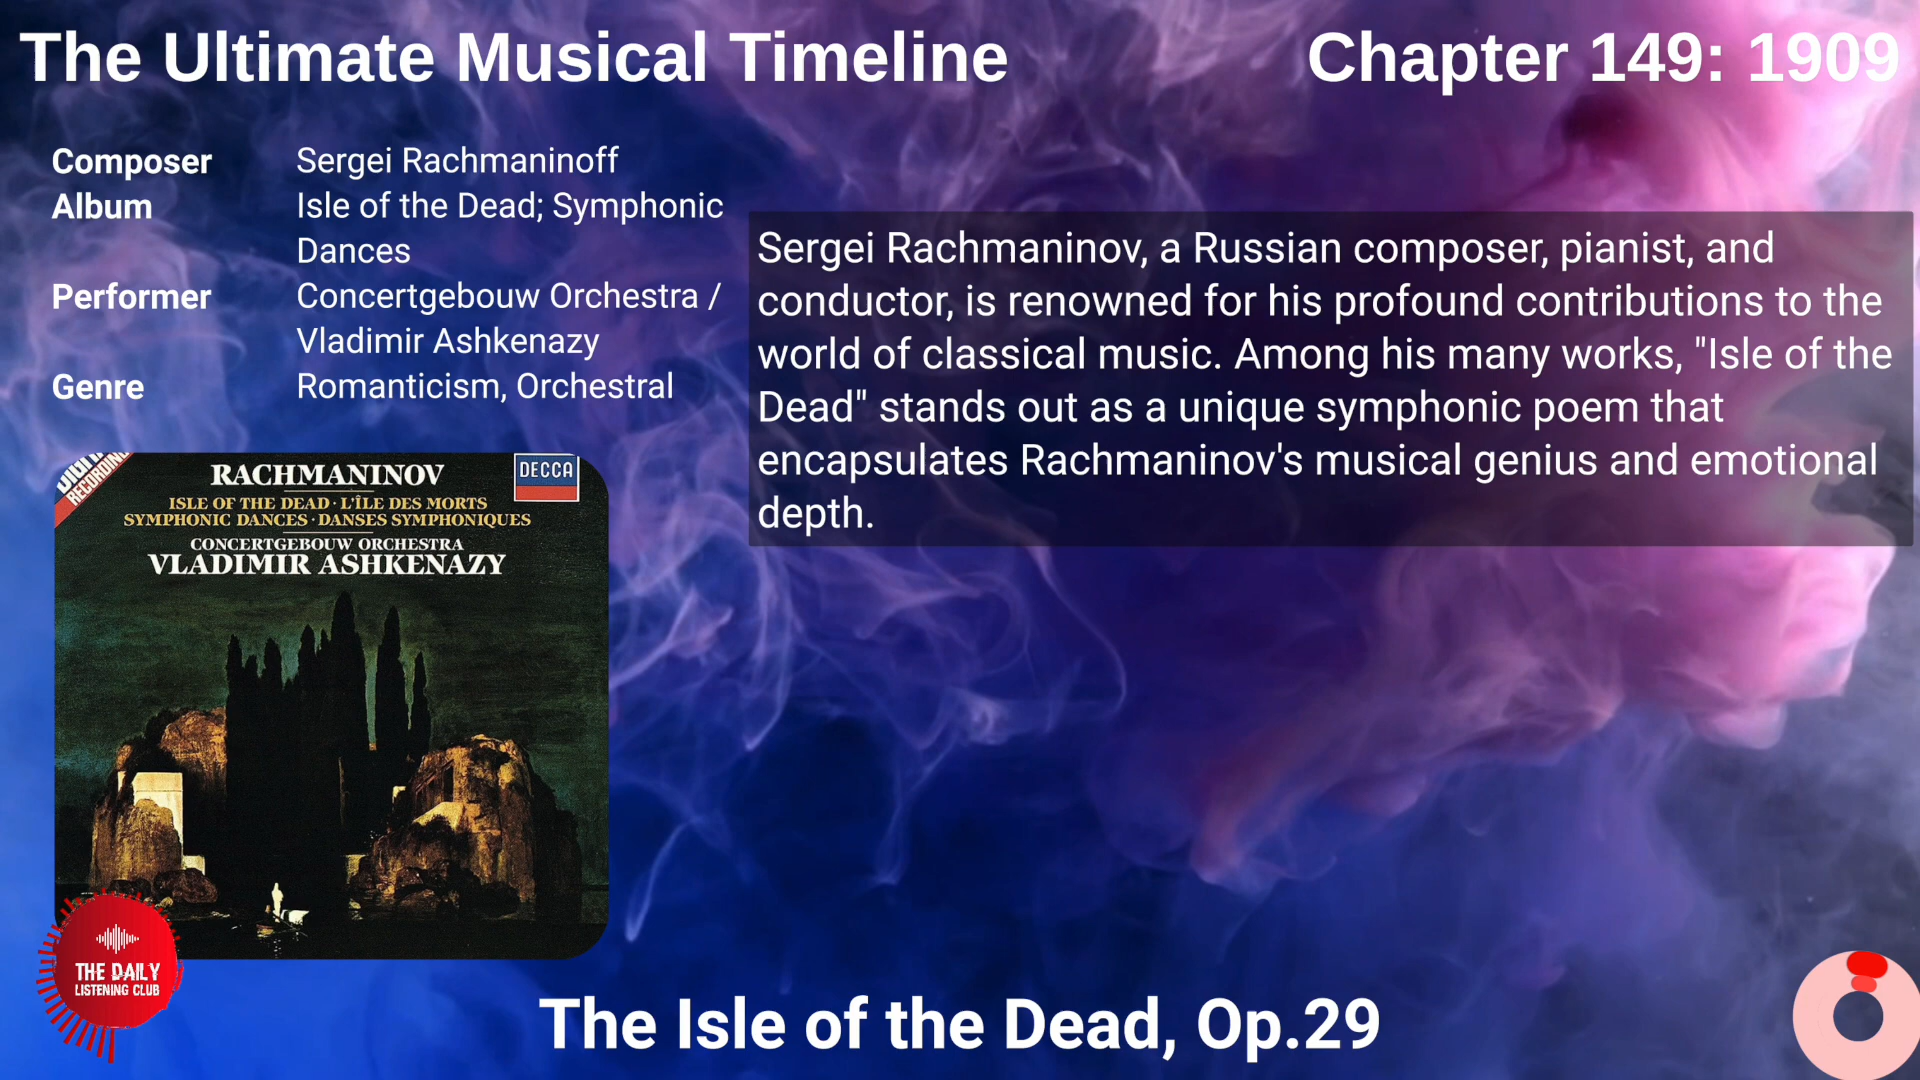 The Ultimate Musical Timeline
Chapter 149: 1909
Composer Sergei Rachmaninoff
Album Isle of the Dead; Symphonic
Dances
Performer Concertgebouw Orchestra /
Vladimir Ashkenazy
Genre Romanticism, Orchestral
Sergei Rachmaninov, a Russian composer, pianist, and
conductor, is renowned for his profound contributions to the
world of classical music. Among his many works, "Isle of the
Dead" stands out as a unique symphonic poem that
encapsulates Rachmaninov's musical genius and emotional
depth.
RECORDING
DECCA
RACHMANINOV
ISLE OF THE DEAD · L'ÎLE DES MORTS
SYMPHONIC DANCES · DANSES SYMPHONIQUES
CONCERTGEBOUW ORCHESTRA
VLADIMIR ASHKENAZY
THE DAILY
LISTENING CLUB
The Isle of the Dead, Op.29